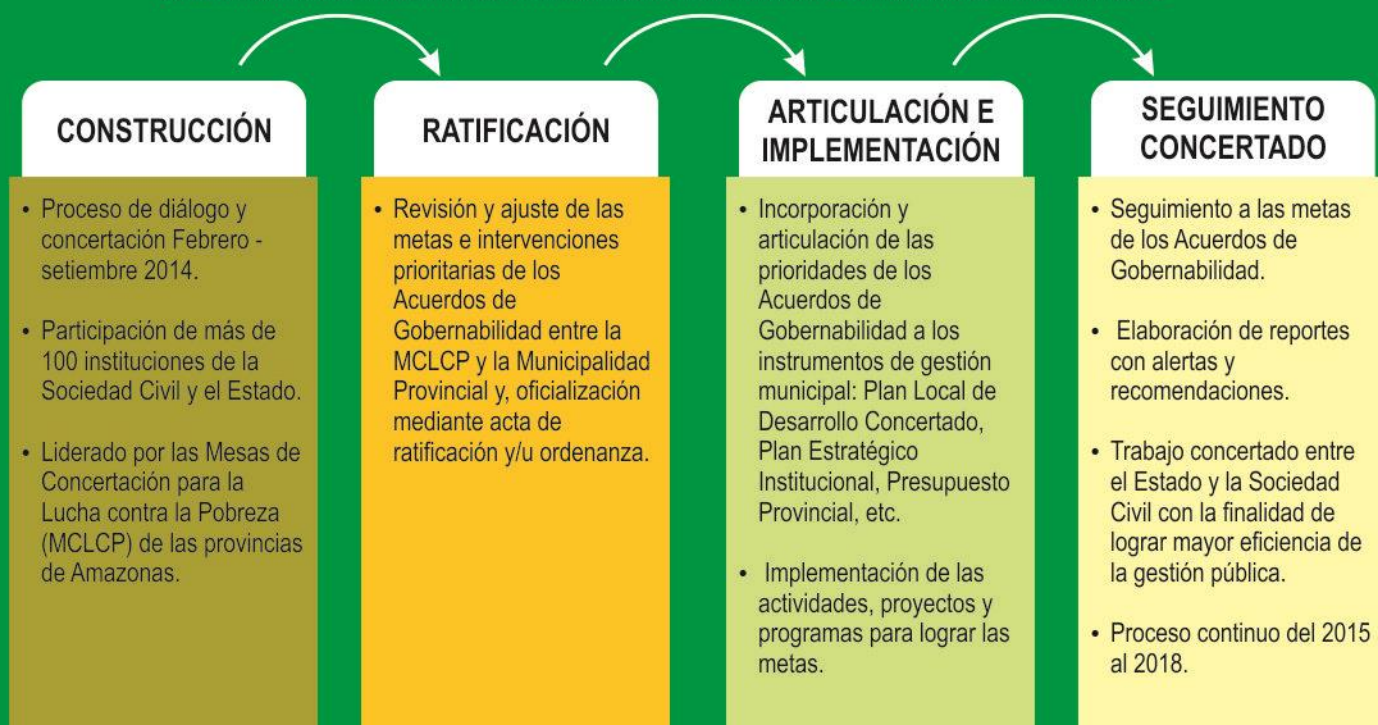 CONSTRUCCIÓN
• Proceso de diálogo y
concertación Febrero -
setiembre 2014.
• Participación de más de
100 instituciones de la
Sociedad Civil y el Estado.
• Liderado por las Mesas de
Concertación para la
Lucha contra la Pobreza
(MCLCP) de las provincias
de Amazonas.
RATIFICACIÓN
• Revisión y ajuste de las
metas e intervenciones
prioritarias de los
Acuerdos de
Gobernabilidad entre la
MCLCP y la Municipalidad
Provincial y, oficialización
mediante acta de
ratificación y/u ordenanza.
ARTICULACIÓN E
IMPLEMENTACIÓN
• Incorporación y
articulación de las
prioridades de los
Acuerdos de
Gobernabilidad a los
instrumentos de gestión
municipal: Plan Local de
Desarrollo Concertado,
Plan Estratégico
Institucional, Presupuesto
Provincial, etc.
• Implementación de las
actividades, proyectos y
programas para lograr las
metas.
SEGUIMIENTO
CONCERTADO
• Seguimiento a las metas
de los Acuerdos de
Gobernabilidad.
• Elaboración de reportes
con alertas y
recomendaciones.
• Trabajo concertado entre
el Estado y la Sociedad
Civil con la finalidad de
lograr mayor eficiencia de
la gestión pública.
• Proceso continuo del 2015
al 2018.